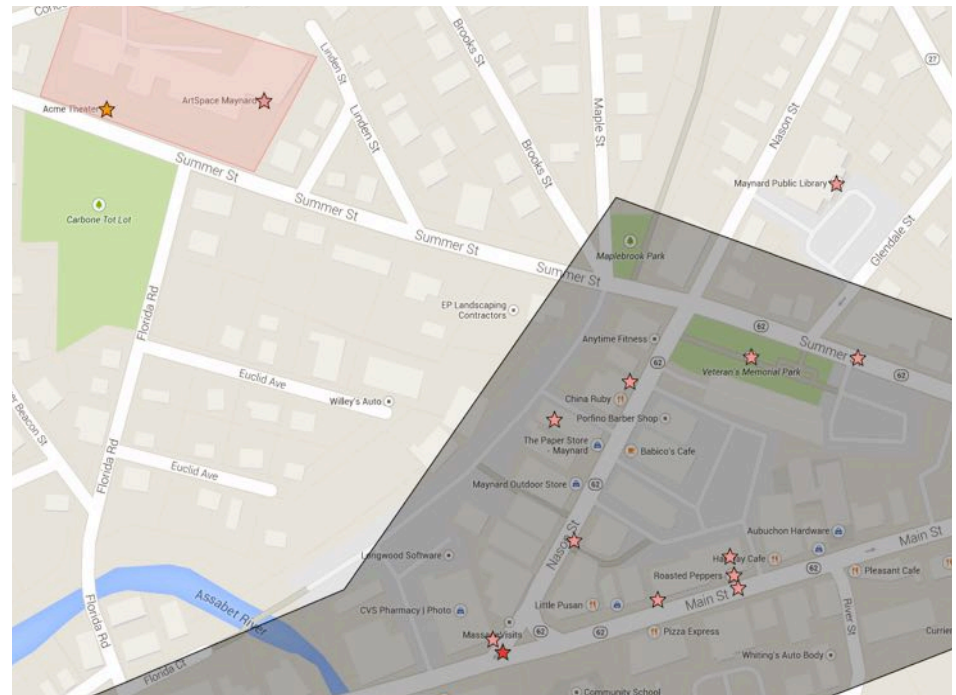 Linden St
27
Brooks St
Nason St
Acme Theater
ArtSpace Maynard
Maple St
Linden St
Summer St
Brooks St
Maynard Public Library
Summer St
Carbone Tot Lot
Glendale St
Summer St
Maplebrook Park
Summer St
EP Landscaping
Contractors
Florida Rd
62
Anytime Fitness
Summer
62
Veteran's Memorial Park
62
Euclid Ave
China Ruby
Willey's Auto
Porfino Barber Shop
The Paper Store
- Maynard
Babico's Cafe
Florida Rd
Euclid Ave
Maynard Outdoor Store
62
Aubuchon Hardware
Main St
Nason St
Longwood Software
Roasted Peppers
62
Pleasant Cafe
Assabet River
Florida Rd
CVS Pharmacy | Photo
Little Pusan
Main St
River St
62
Pizza Express
Florida Ct
Whiting's Auto Body
Community School